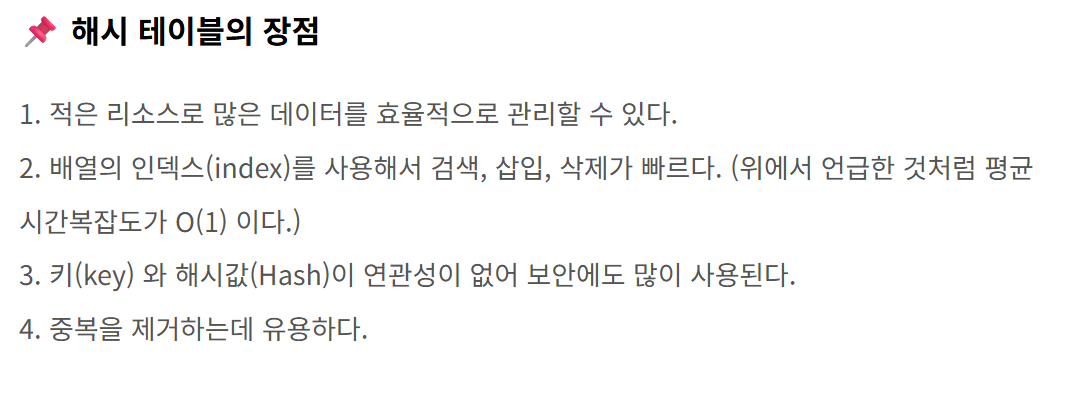 해시 테이블의 장점
1. 적은 리소스로 많은 데이터를 효율적으로 관리할 수 있다.
2. 배열의 인덱스(index)를 사용해서 검색, 삽입, 삭제가 빠르다. (위에서 언급한 것처럼 평균
시간복잡도가 O(1) 이다.)
3. 키(key) 와 해시값(Hash)이 연관성이 없어 보안에도 많이 사용된다.
4. 중복을 제거하는데 유용하다.